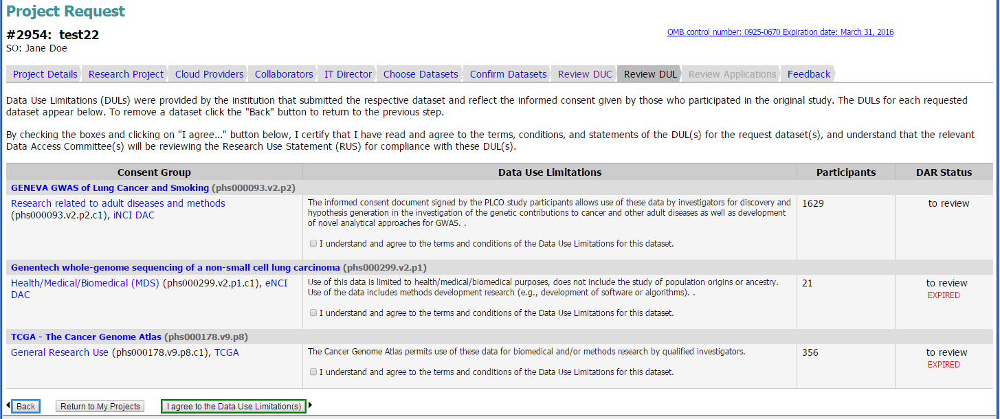 Project Request
#2954:  test22
OMB control number: 0925-0670 Expiration date: March 31, 2016
SO: Jane Doe
Project Details Research Project Cloud Providers Collaborators IT Director Choose Datasets Confirm Datasets Review DUC Review DUL Review Applications Feedback
Data Use Limitations (DULs) were provided by the institution that submitted the respective dataset and reflect the informed consent given by those who participated in the original study. The DULs for each requested
dataset appear below. To remove a dataset click the "Back" button to return to the previous step.
By checking the boxes and clicking on "I agree..." button below, I certify that I have read and agree to the terms, conditions, and statements of the DUL(s) for the request dataset(s), and understand that the relevant
Data Access Committee(s) will be reviewing the Research Use Statement (RUS) for compliance with these DUL(s).
Consent Group Data Use Limitations Participants DAR Status
GENEVA GWAS of Lung Cancer and Smoking (phs000093.v2.p2)
Research related to adult diseases and methods
(phs000093.v2.p2.c1), iNCI DAC
The informed consent document signed by the PLCO study participants allows use of these data by investigators for discovery and
hypothesis generation in the investigation of the genetic contributions to cancer and other adult diseases as well as development
of novel analytical approaches for GWAS. .
I understand and agree to the terms and conditions of the Data Use Limitations for this dataset.
1629
to review
Genentech whole-genome sequencing of a non-small cell lung carcinoma (phs000299.v2.p1)
Health/Medical/Biomedical (MDS) (phs000299.v2.p1.c1), eNCI
DAC
Use of this data is limited to health/medical/biomedical purposes, does not include the study of population origins or ancestry.
Use of the data includes methods development research (e.g., development of software or algorithms). .
I understand and agree to the terms and conditions of the Data Use Limitations for this dataset.
21
to review
EXPIRED
TCGA - The Cancer Genome Atlas (phs000178.v9.p8)
General Research Use (phs000178.v9.p8.c1), TCGA
The Cancer Genome Atlas permits use of these data for biomedical and/or methods research by qualified investigators.
I understand and agree to the terms and conditions of the Data Use Limitations for this dataset.
356
to review
EXPIRED
Back Return to My Projects I agree to the Data Use Limitation(s)